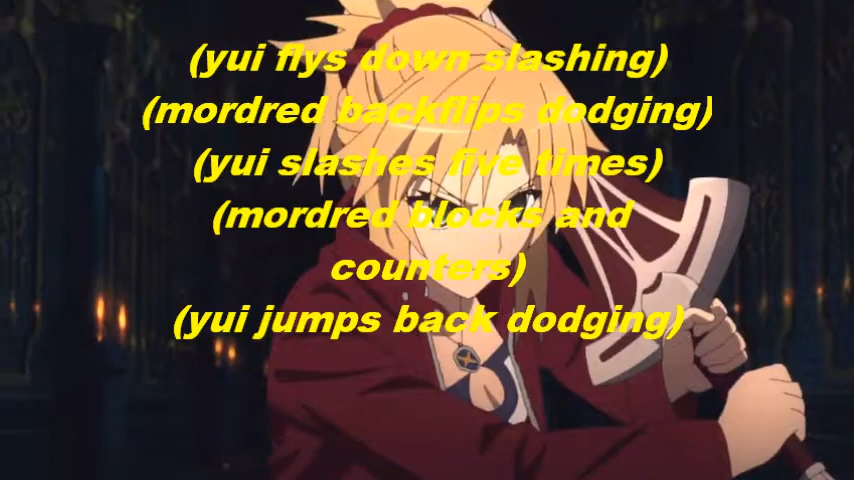 (yui flys down slashing)
(mordred backflips dodging)
(yui slashes five times)
(mordred blocks and
counters)
(yui jumps back dodging)